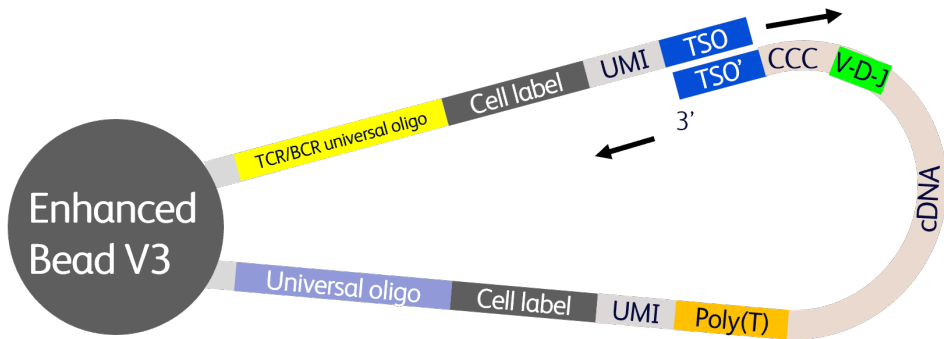 TSO
UMI
TSO'
CCC
V-D-J
Cell label
3'
TCR/BCR universal oligo
Enhanced
Bead V3
cDNA
Universal oligo
Cell label
UMI
Poly(T)